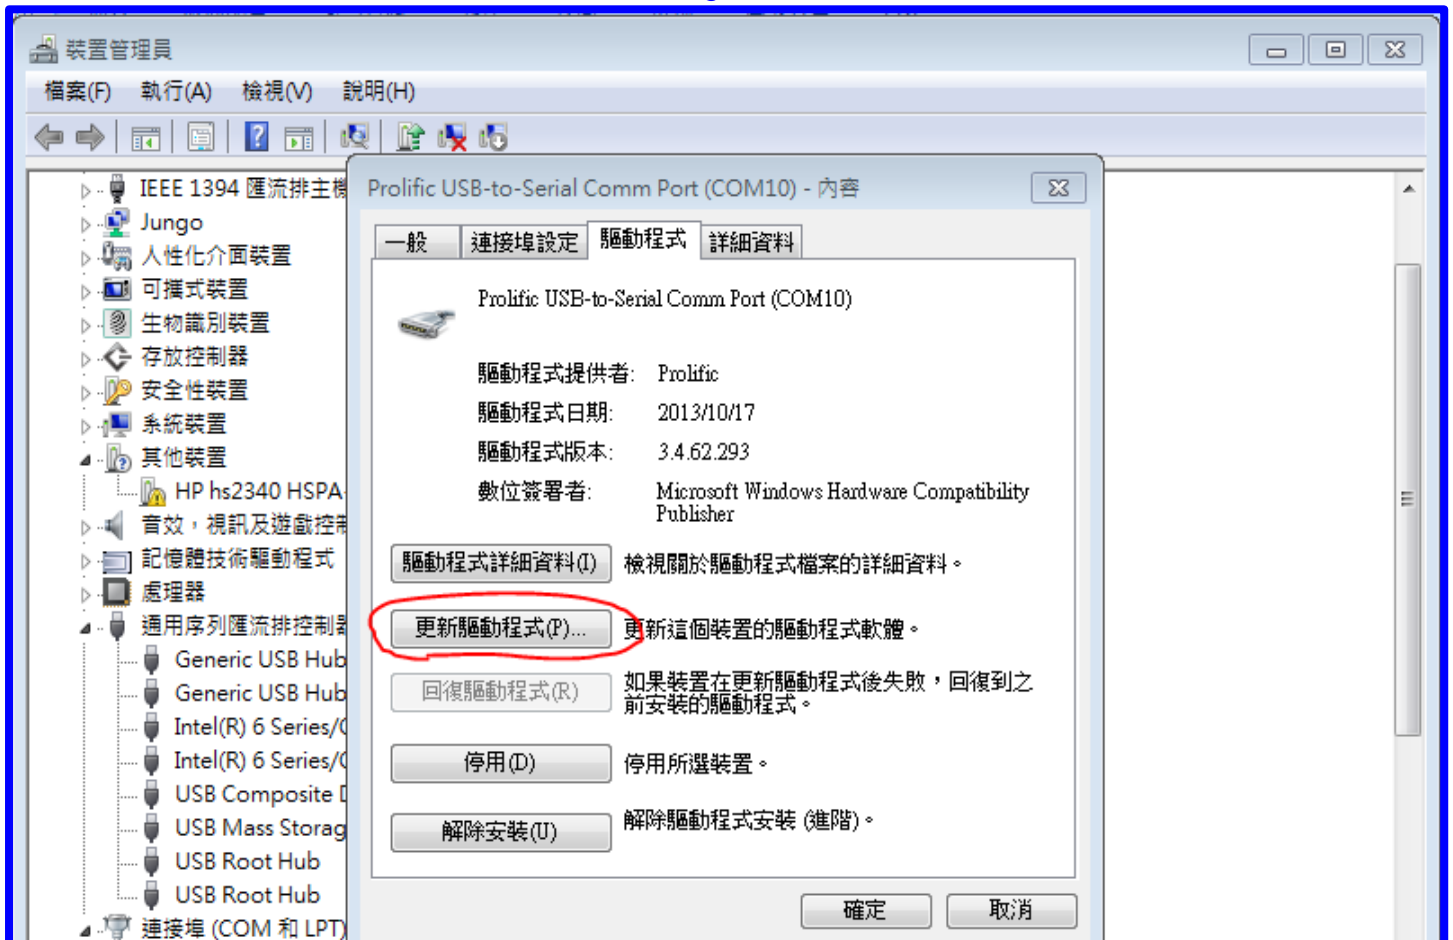 裝置管理員
檔案(F) 執行(A) 檢視(V) 說明(H)
IEEE 1394 匯流排主機
Jungo
人性化介面裝置
可攜式裝置
生物識別裝置
存放控制器
安全性裝置
系統裝置
其他裝置
HP hs2340 HSPA
音效，視訊及遊戲控制
記憶體技術驅動程式
處理器
通用序列匯流排控制器
Generic USB Hub
Generic USB Hub
Intel(R) 6 Series/C
Intel(R) 6 Series/C
USB Composite D
USB Mass Storag
USB Root Hub
USB Root Hub
連接埠 (COM 和 LPT)
Prolific USB-to-Serial Comm Port (COM10) - 內容
一般 連接埠設定 驅動程式 詳細資料
Prolific USB-to-Serial Comm Port (COM10)
驅動程式提供者: Prolific
驅動程式日期: 2013/10/17
驅動程式版本: 3.4.62.293
數位簽署者: Microsoft Windows Hardware Compatibility
Publisher
驅動程式詳細資料(I) 檢視關於驅動程式檔案的詳細資料。
更新驅動程式(P)... 更新這個裝置的驅動程式軟體。
回復驅動程式(R) 如果裝置在更新驅動程式後失敗，回復到之
前安裝的驅動程式。
停用(D) 停用所選裝置。
解除安裝(U) 解除驅動程式安裝 (進階)。
確定 取消